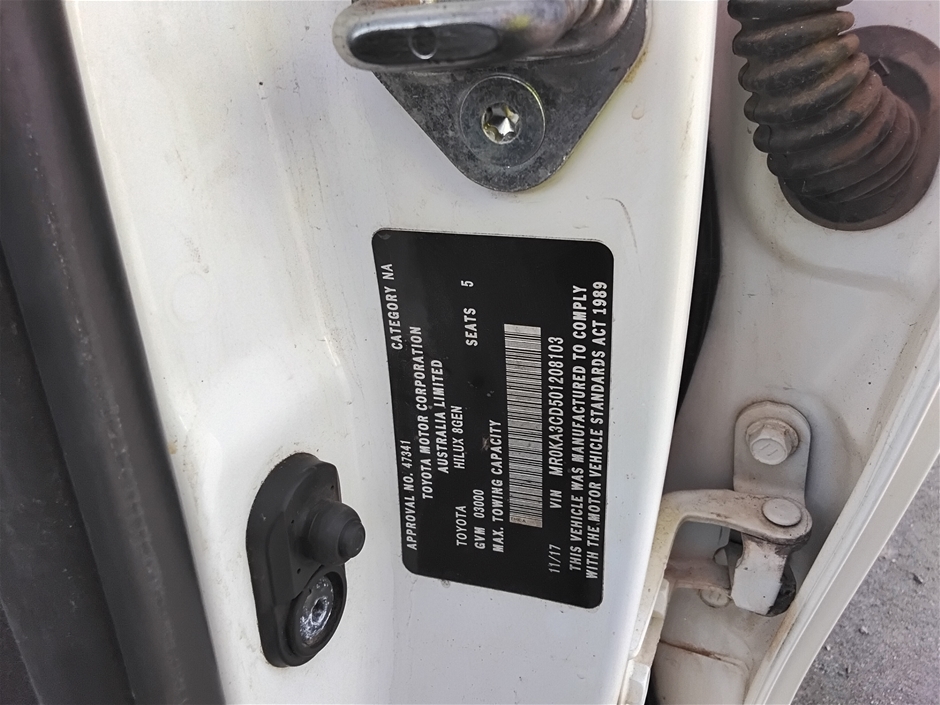 APPROVAL NO. 47341 CATEGORY NA
TOYOTA MOTOR CORPORATION
AUSTRALIA LIMITED
TOYOTA HILUX 8GEN
GVM 03000 SEATS 5
MAX. TOWING CAPACITY
11/17 VIN MR0KA3CD501208103
THIS VEHICLE WAS MANUFACTURED TO COMPLY
WITH THE MOTOR VEHICLE STANDARDS ACT 1989